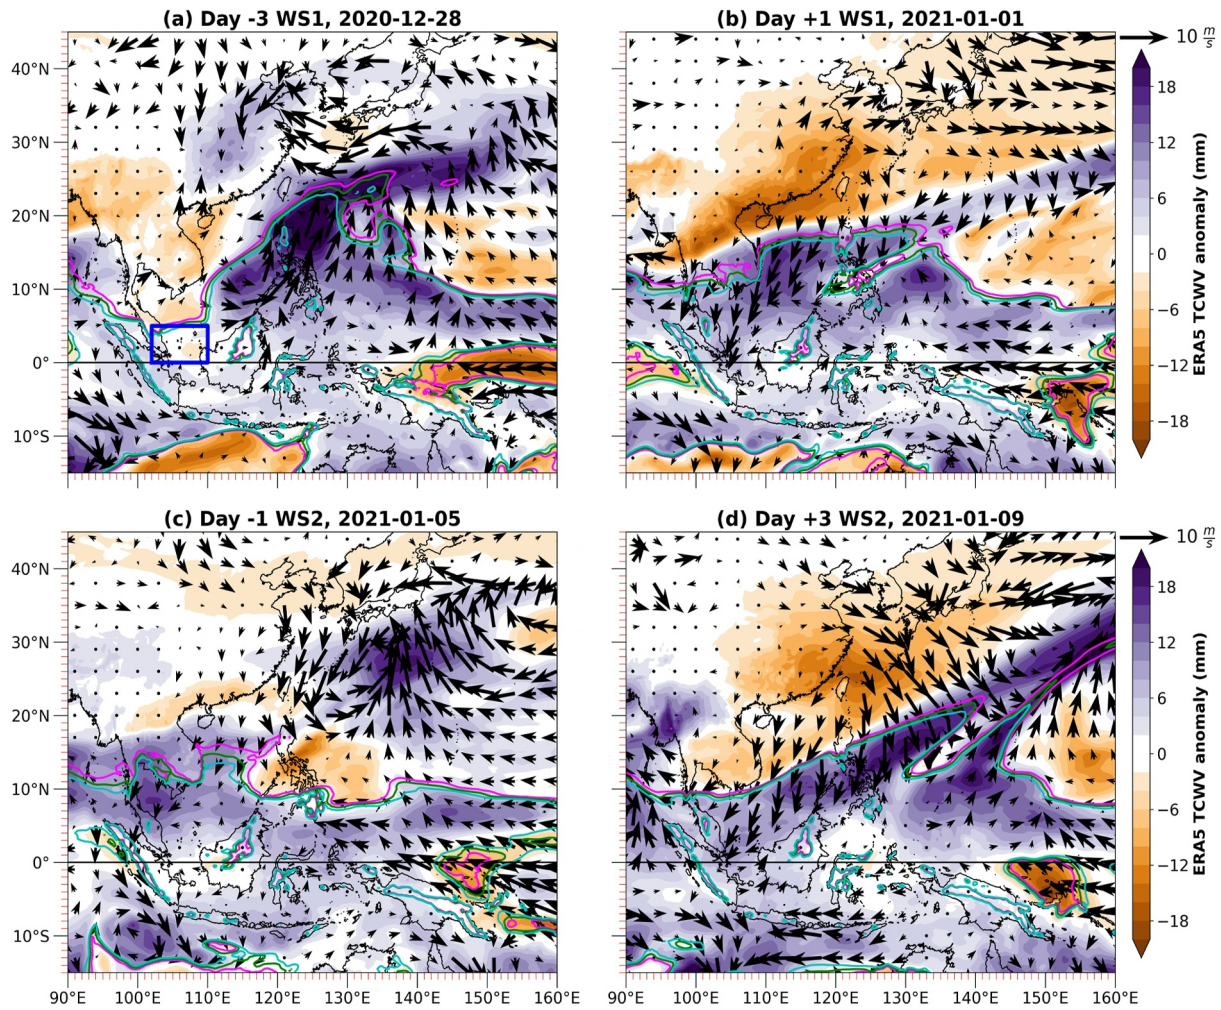 (a) Day -3 WS1, 2020-12-28
(b) Day +1 WS1, 2021-01-01
10 m/s
40°N
30°N
20°N
10°N
0°
10°S
18
12
6
0
−6
−12
−18
ERA5 TCWV anomaly (mm)
(c) Day -1 WS2, 2021-01-05
(d) Day +3 WS2, 2021-01-09
10 m/s
40°N
30°N
20°N
10°N
0°
10°S
18
12
6
0
−6
−12
−18
ERA5 TCWV anomaly (mm)
90°E 100°E 110°E 120°E 130°E 140°E 150°E 160°E
90°E 100°E 110°E 120°E 130°E 140°E 150°E 160°E